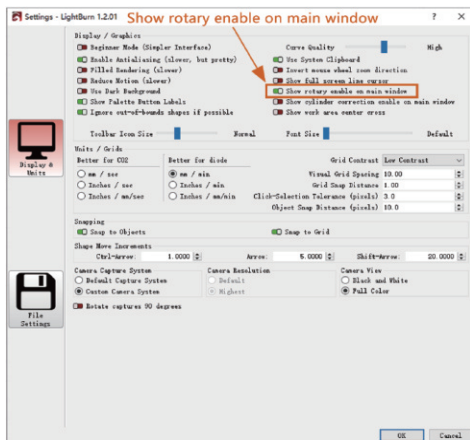 Settings - LightBurn 1.2.01
Show rotary enable on main window
? ×
Display / Graphics
Beginner Mode (Simpler Interface)
Curve Quality High
Enable Antialiasing (slower, but pretty)
Use System Clipboard
Filled Rendering (slower)
Invert mouse wheel zoom direction
Reduce Motion (slower)
Show full screen line cursor
Use Dark Background
Show rotary enable on main window
Show Palette Button Labels
Show cylinder correction enable on main window
Ignore out-of-bounds shapes if possible
Show work area center cross
Toolbar Icon Size Normal
Font Size Default
Display & Units
Units / Grids
Better for CO2
Better for diode
Grid Contrast Low Contrast
mm / sec
mm / min
Visual Grid Spacing 10.00
Inches / sec
Inches / min
Grid Snap Distance 1.00
Inches / mm/sec
Inches / mm/min
Click-Selection Tolerance (pixels) 3.0
Object Snap Distance (pixels) 10.0
Snapping
Snap to Objects
Snap to Grid
Shape Move Increments
Ctrl-Arrow: 1.0000
Arrow: 5.0000
Shift-Arrow: 20.0000
File Settings
Camera Capture System
Camera Resolution
Camera View
Default Capture System
Default
Black and White
Custom Camera System
Highest
Full Color
Rotate captures 90 degrees
OK
Cancel